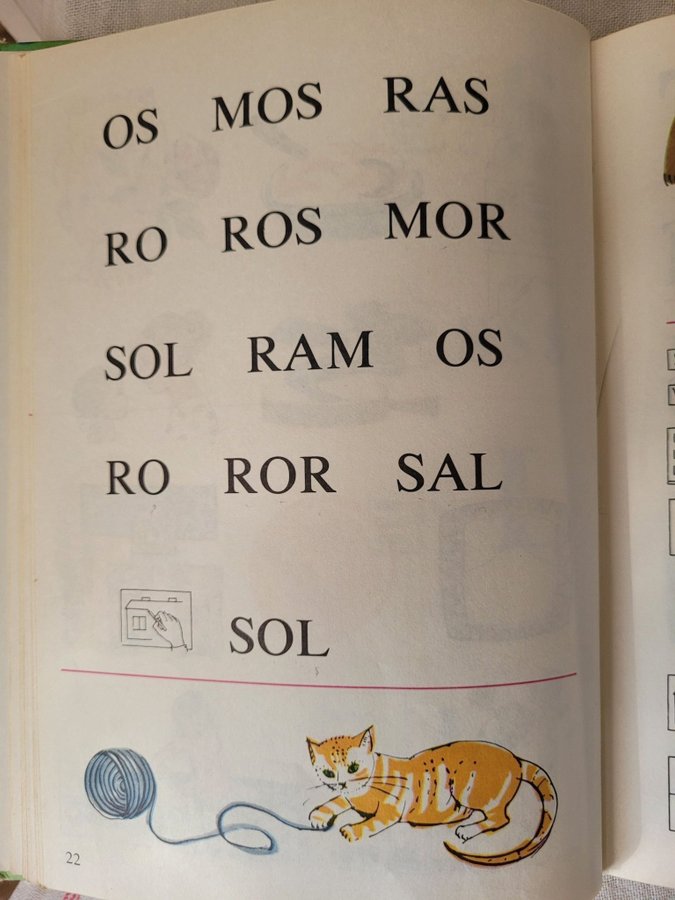 OS MOS RAS
RO ROS MOR
SOL RAM OS
RO ROR SAL
SOL
22